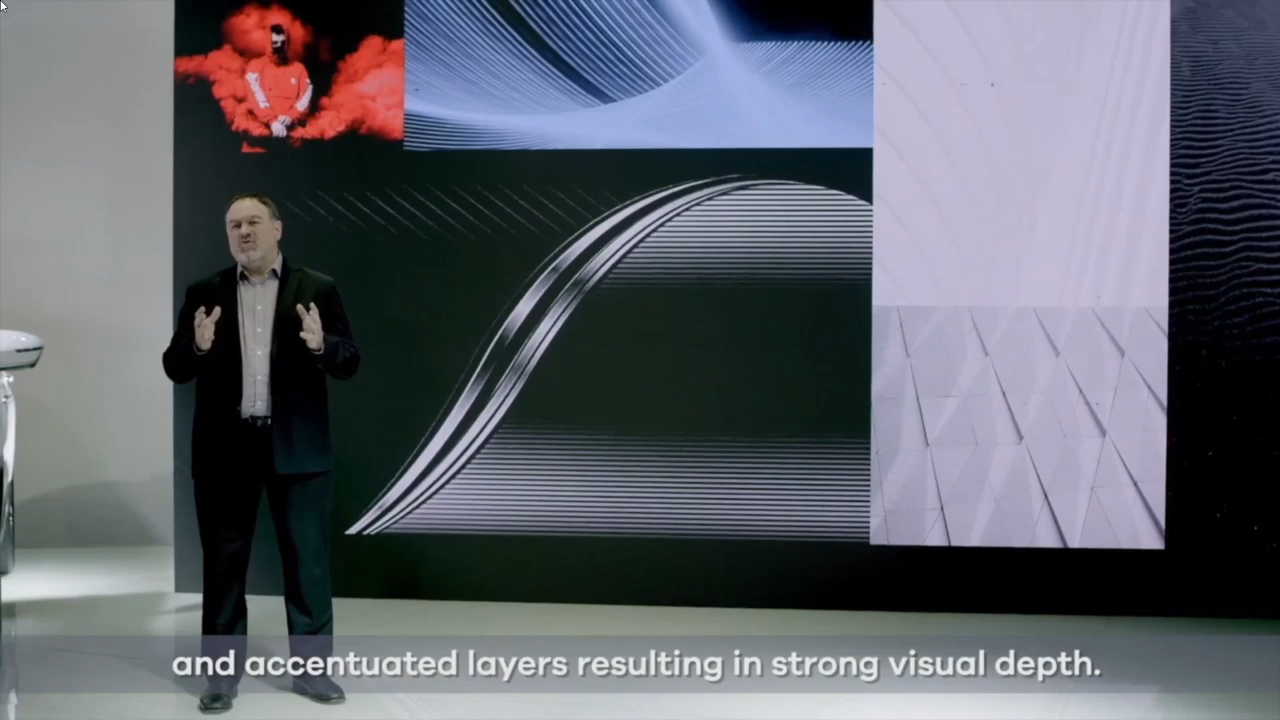 and accentuated layers resulting in strong visual depth.